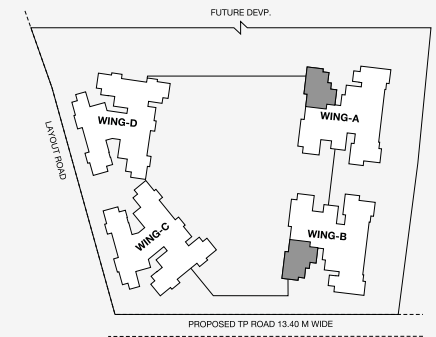 FUTURE DEVP.
WING-D
WING-A
LAYOUT ROAD
WING-C
WING-B
PROPOSED TP ROAD 13.40 M WIDE